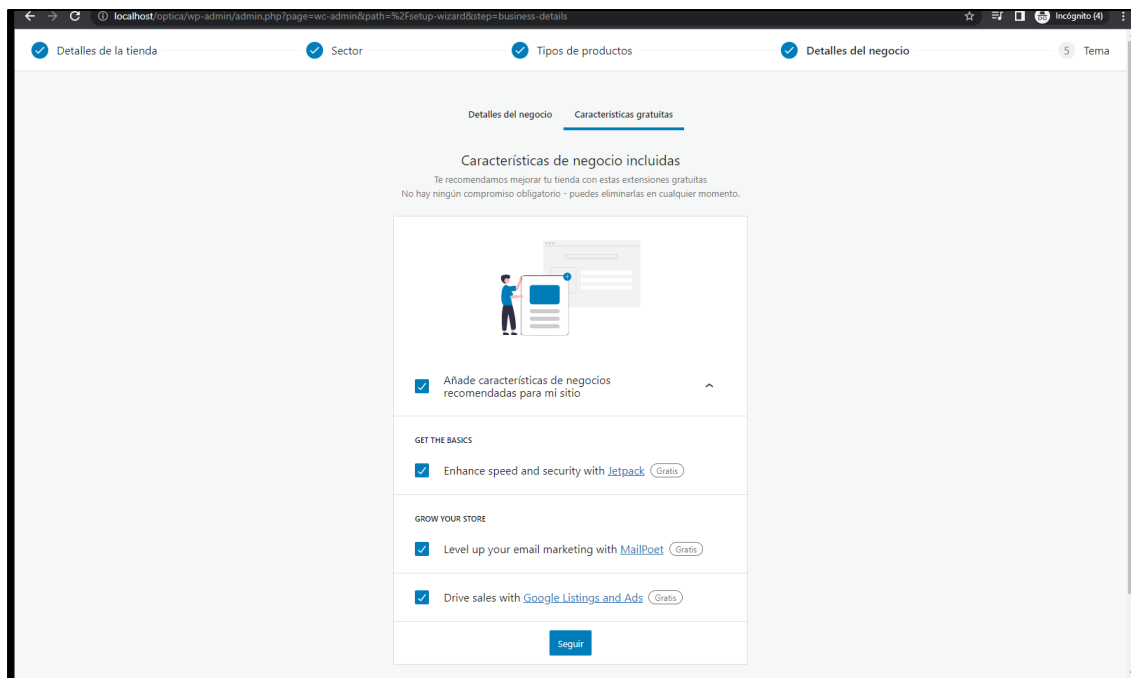 localhost/optica/wp-admin/admin.php?page=wc-admin&path=%2Fsetup-wizard&step=business-details
Incógnito (4)
Detalles de la tienda
Sector
Tipos de productos
Detalles del negocio
5 Tema
Detalles del negocio
Características gratuitas
Características de negocio incluidas
Te recomendamos mejorar tu tienda con estas extensiones gratuitas
No hay ningún compromiso obligatorio - puedes eliminarlas en cualquier momento.
Añade características de negocios
recomendadas para mi sitio
GET THE BASICS
Enhance speed and security with Jetpack Gratis
GROW YOUR STORE
Level up your email marketing with MailPoet Gratis
Drive sales with Google Listings and Ads Gratis
Seguir